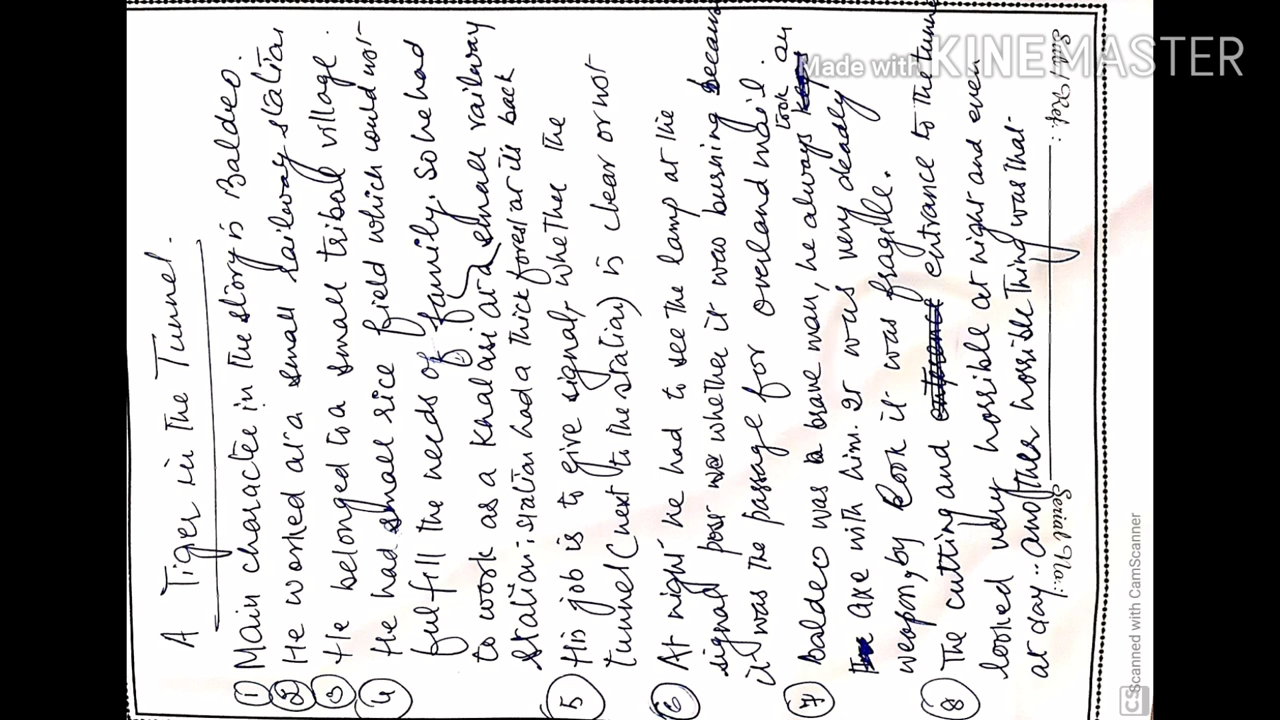 A Tiger in the Tunnel.
① Main character in the story is Baldeo.
② He worked at a small railway station
③ He belonged to a small tribal village.
④ He had small rice field which could not
fulfill the needs of family, so he had
to work as a Khalasi at a small railway
station. station had a thick forest at its back
⑤ His job is to give signal, whether the
tunnel (next to the station) is clear or not
⑥ At night he had to see the lamp at the
signal post whether it was burning because
it was the passage for overland mail.
⑦ Baldeo was a brave man, he always took an
axe with him. It was very deadly
weapon, by look it was fragile.
⑧ The cutting and entrance to the tunnel
looked very horrible at night and even
at day.. another horrible thing was that
Serial No.:
Sub./Ref.:
Made with KINEMASTER
CS Scanned with CamScanner